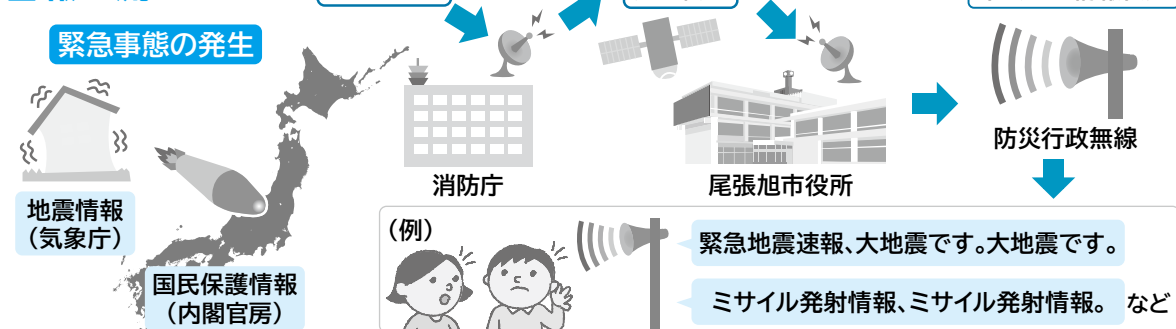 緊急事態の発生
地震情報
（気象庁）
国民保護情報
（内閣官房）
消防庁
尾張旭市役所
防災行政無線
（例）
緊急地震速報、大地震です。大地震です。
ミサイル発射情報、ミサイル発射情報。 など